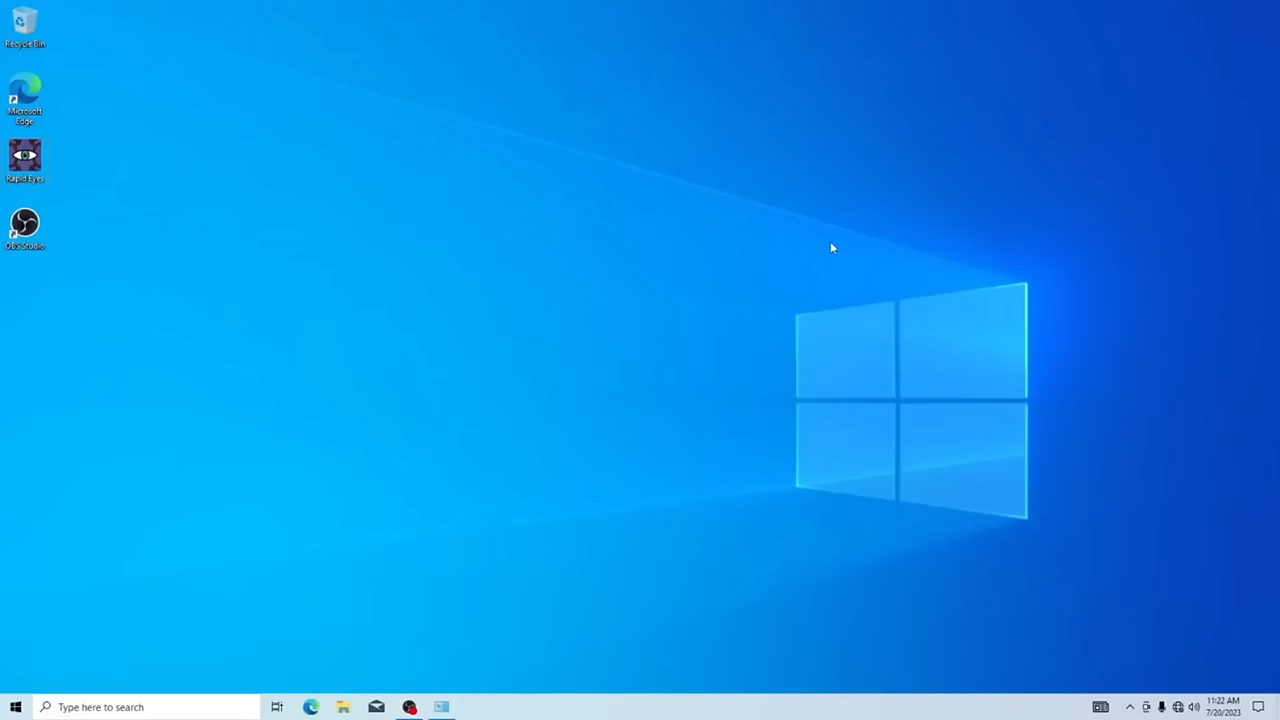 Recycle Bin
Microsoft
Edge
Rapid Eyes
OBS Studio
Type here to search
11:22 AM
7/20/2023